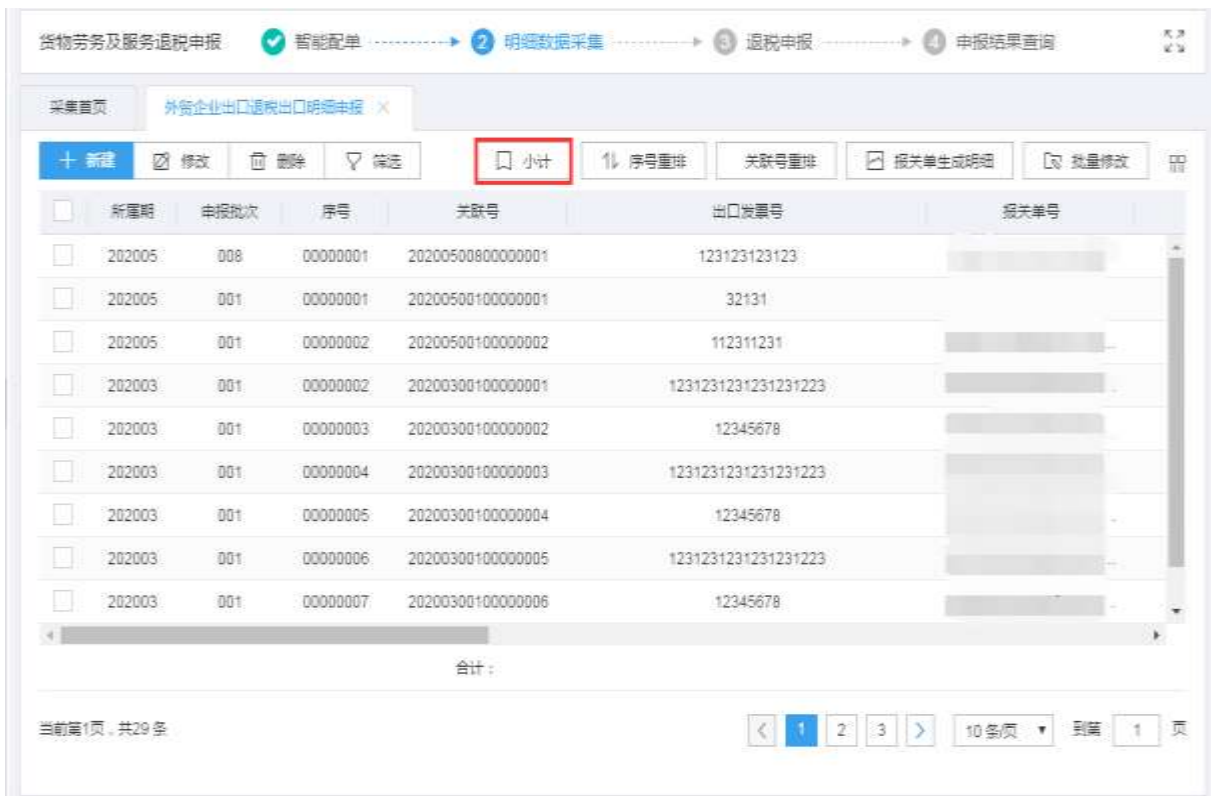 货物劳务及服务退税申报 智能配单 2 明细数据采集 3 退税申报 4 申报结果查询
采集首页 外贸企业出口退税出口明细申报 ×
新建 修改 删除 筛选 小计 序号重排 关联号重排 报关单生成明细 批量修改
所属期 申报批次 序号 关联号 出口发票号 报关单号
202005 008 00000001 20200500800000001 123123123123
202005 001 00000001 20200500100000001 32131
202005 001 00000002 20200500100000002 112311231
202003 001 00000002 20200300100000001 1231231231231231223
202003 001 00000003 20200300100000002 12345678
202003 001 00000004 20200300100000003 1231231231231231223
202003 001 00000005 20200300100000004 12345678
202003 001 00000006 20200300100000005 1231231231231231223
202003 001 00000007 20200300100000006 12345678
合计：
当前第1页，共29条 < 1 2 3 > 10条/页 到第 1 页